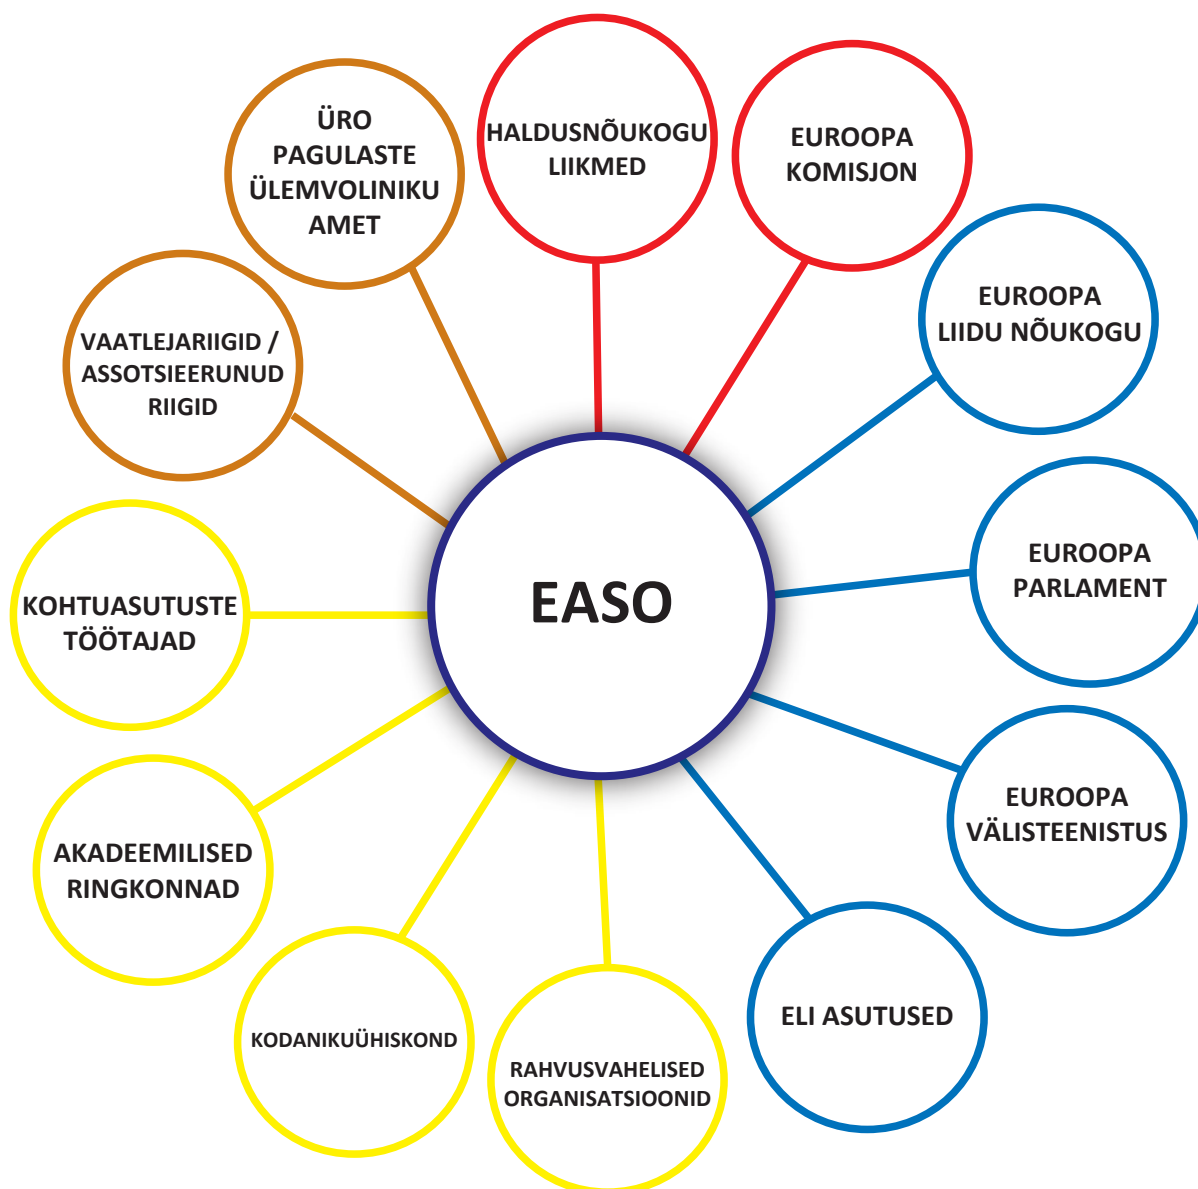 ÜRO
PAGULASTE
ÜLEMVOLINIKU
AMET
HALDUSNÕUKOGU
LIIKMED
EUROOPA
KOMISJON
EUROOPA
LIIDU NÕUKOGU
EUROOPA
PARLAMENT
EUROOPA
VÄLISTEENISTUS
ELI ASUTUSED
RAHVUSVAHELISED
ORGANISATSIOONID
KODANIKUÜHISKOND
AKADEEMILISED
RINGKONNAD
KOHTUASUTUSTE
TÖÖTAJAD
VAATLEJARIIGID /
ASSOTSIEERUNUD
RIIGID
EASO